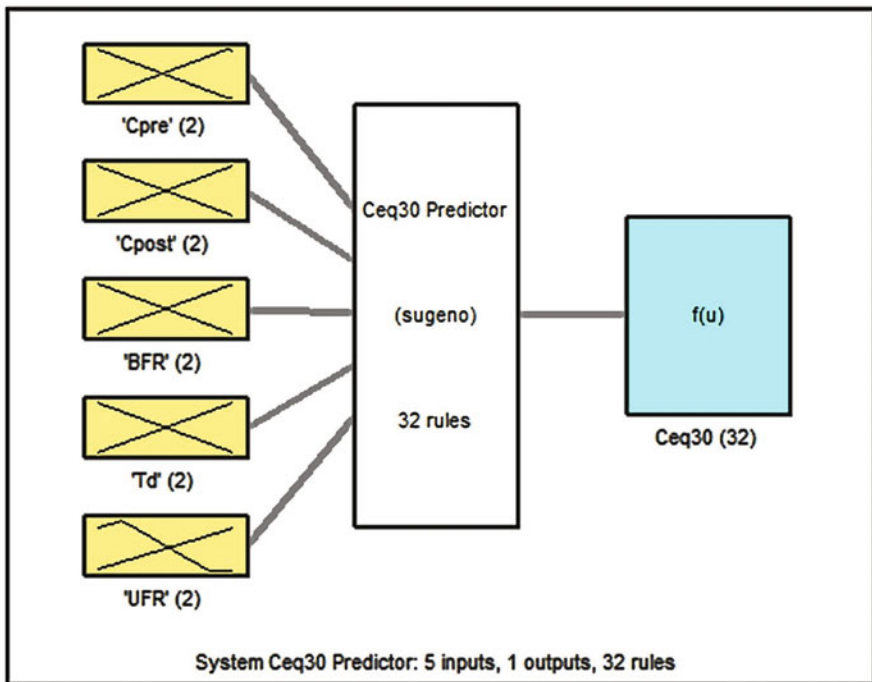 'Cpre' (2)
'Cpost' (2)
'BFR' (2)
'Td' (2)
'UFR' (2)
Ceq30 Predictor
(sugeno)
32 rules
f(u)
Ceq30 (32)
System Ceq30 Predictor: 5 inputs, 1 outputs, 32 rules